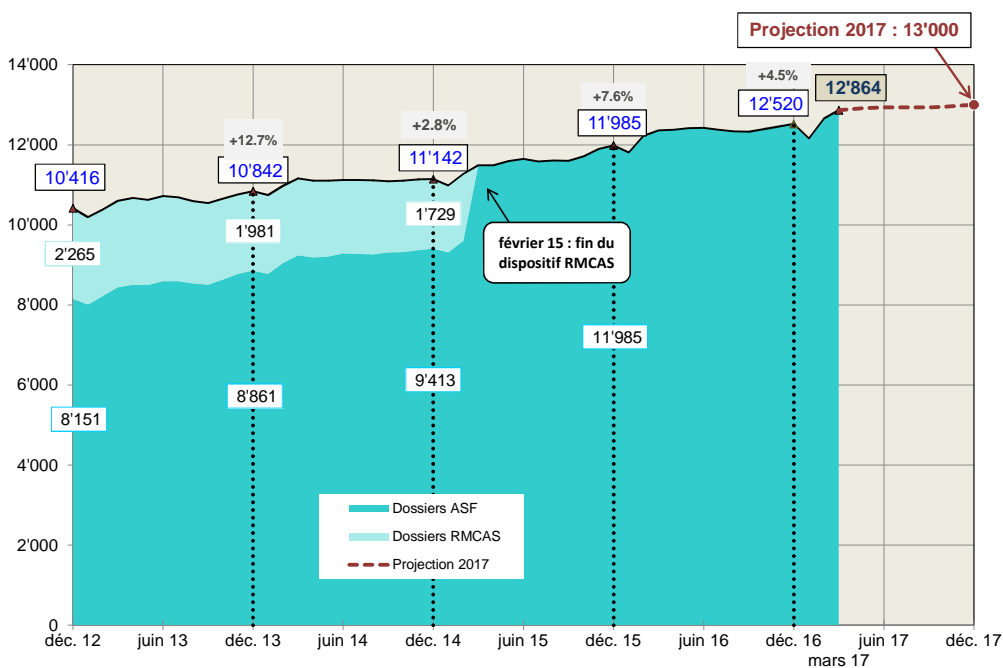 Projection 2017 : 13'000
14'000
12'000
10'000
8'000
6'000
4'000
2'000
0
+4.5%
12'864
12'520
+7.6%
11'985
+2.8%
11'142
+12.7%
10'842
10'416
2'265
1'981
1'729
février 15 : fin du
dispositif RMCAS
11'985
9'413
8'861
8'151
Dossiers ASF
Dossiers RMCAS
Projection 2017
déc. 12
juin 13
déc. 13
juin 14
déc. 14
juin 15
déc. 15
juin 16
déc. 16
mars 17
juin 17
déc. 17